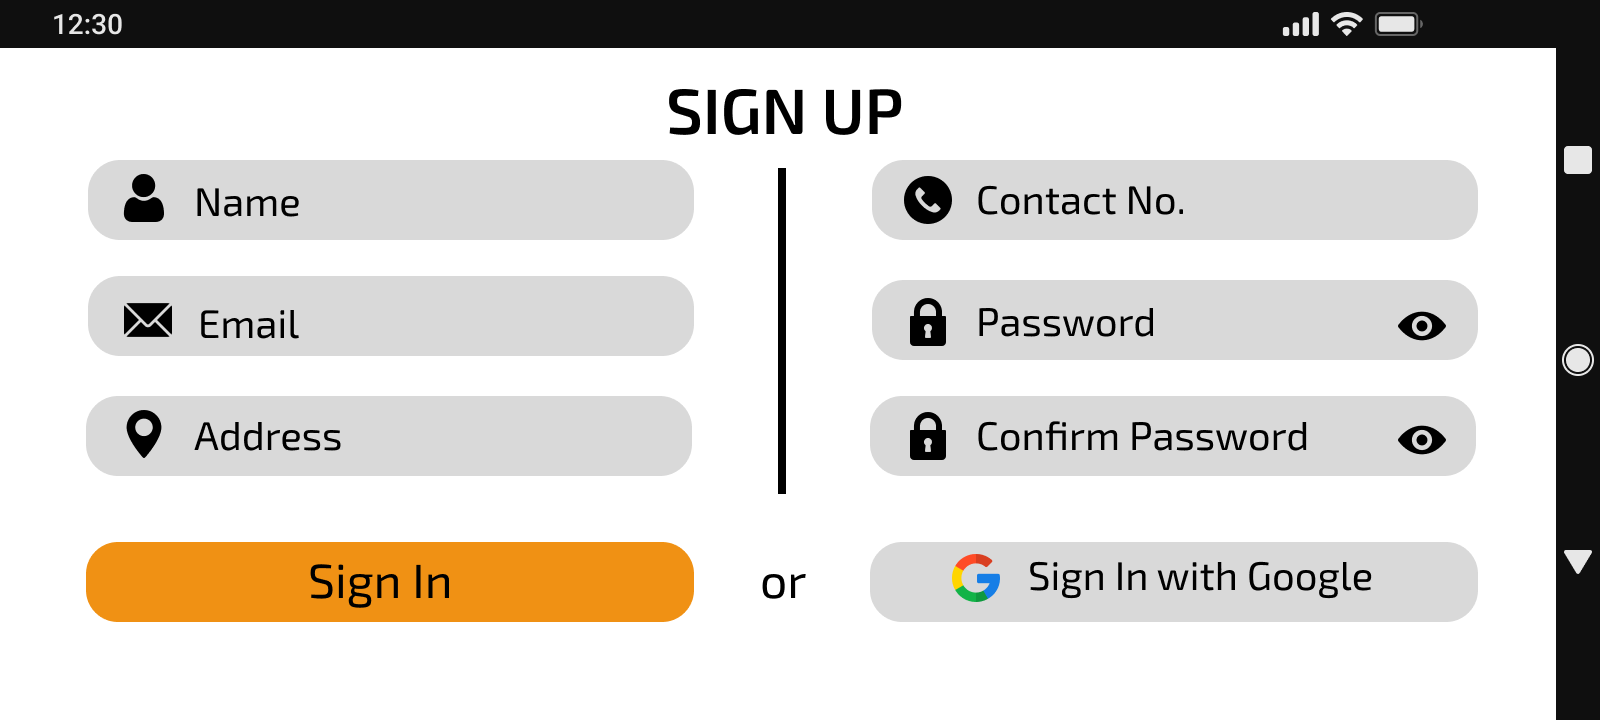 12:30
SIGN UP
Name
Contact No.
Email
Password
Address
Confirm Password
Sign In
or
Sign In with Google